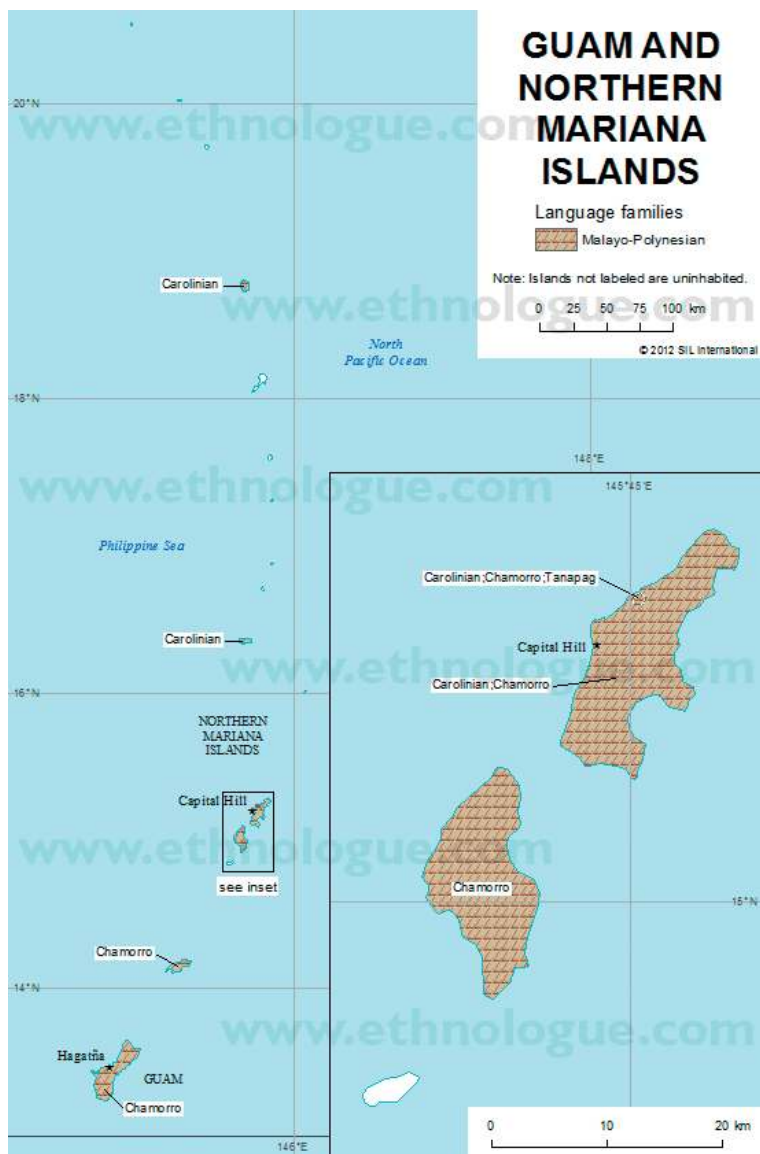 GUAM AND
NORTHERN
MARIANA
ISLANDS
Language families
Malayo-Polynesian
Note: Islands not labeled are uninhabited.
0 25 50 75 100 km
© 2012 SIL International
20°N
www.ethnologue.com
Carolinian
www.ethnologue.com
North
Pacific Ocean
18°N
148°E
145°45'E
www.ethnologue.com
Philippine Sea
Carolinian;Chamorro;Tanapag
Carolinian
Capital Hill
www.ethnologue.com
Carolinian;Chamorro
16°N
NORTHERN
MARIANA
ISLANDS
Capital Hill
www.ethnologue.com
see inset
Chamorro
15°N
Chamorro
14°N
www.ethnologue.com
Hagatña
GUAM
Chamorro
0 10 20 km
146°E